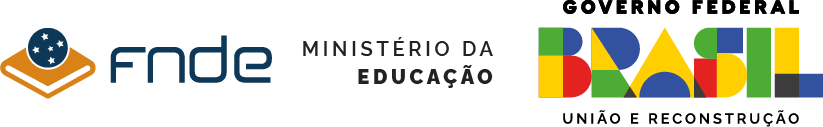 fnde
MINISTÉRIO DA
EDUCAÇÃO
GOVERNO FEDERAL
BRASIL
UNIÃO E RECONSTRUÇÃO